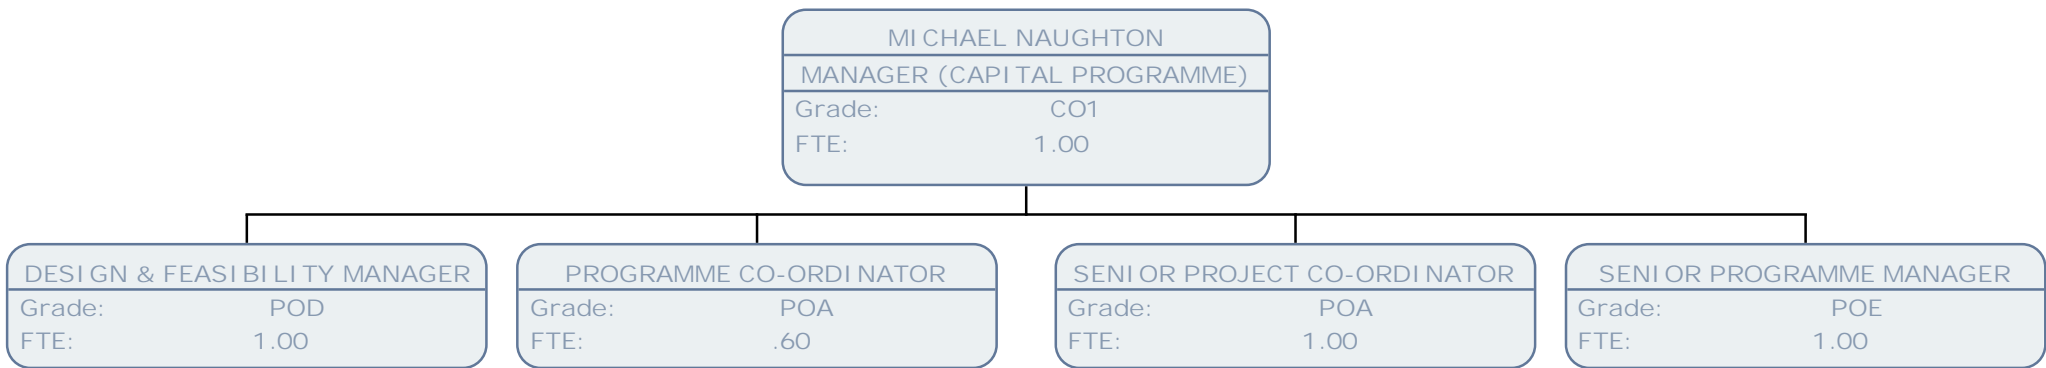 MICHAEL NAUGHTON
MANAGER (CAPITAL PROGRAMME)
Grade: CO1
FTE: 1.00
DESIGN & FEASIBILITY MANAGER
Grade: POD
FTE: 1.00
PROGRAMME CO-ORDINATOR
Grade: POA
FTE: .60
SENIOR PROJECT CO-ORDINATOR
Grade: POA
FTE: 1.00
SENIOR PROGRAMME MANAGER
Grade: POE
FTE: 1.00